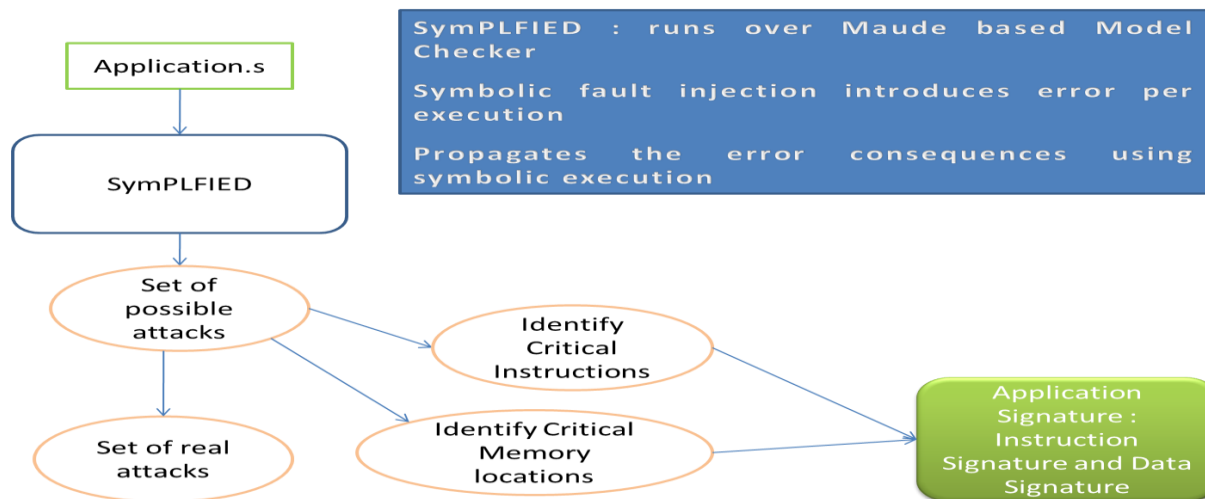 Application.s
SymPLFIED : runs over Maude based Model
Checker
Symbolic fault injection introduces error per
execution
Propagates the error consequences using
symbolic execution
SymPLFIED
Set of
possible
attacks
Identify
Critical
Instructions
Set of real
attacks
Identify Critical
Memory
locations
Application
Signature :
Instruction
Signature and Data
Signature